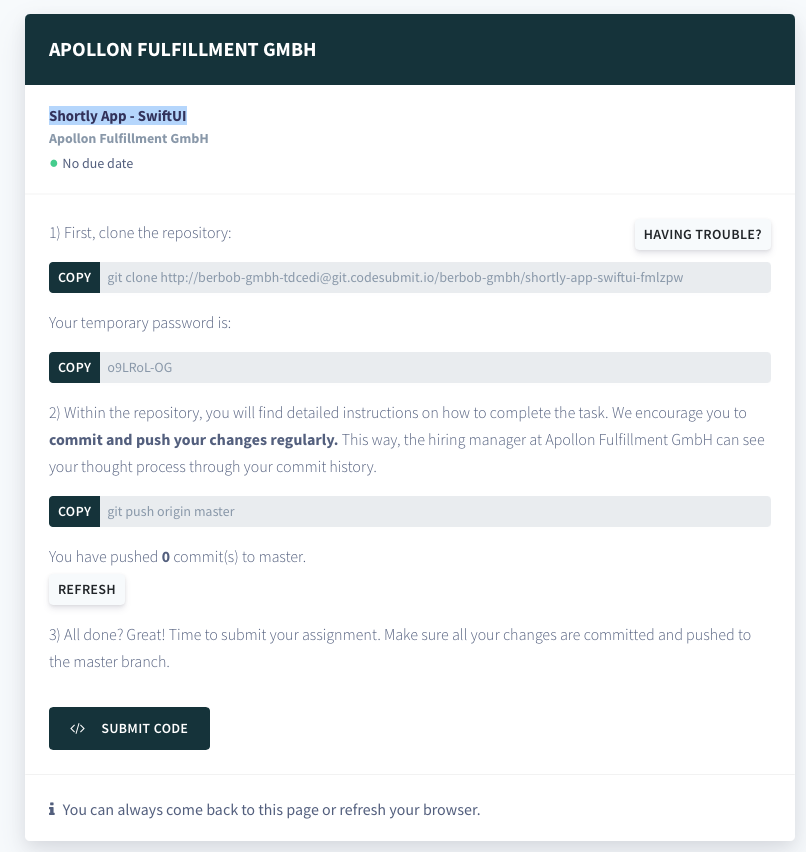 APOLLON FULFILLMENT GMBH
Shortly App - SwiftUI
Apollon Fulfillment GmbH
No due date
1) First, clone the repository:
HAVING TROUBLE?
COPY git clone http://berbob-gmbh-tdcedi@git.codesubmit.io/berbob-gmbh/shortly-app-swiftui-fmlzpw
Your temporary password is:
COPY o9LRoL-OG
2) Within the repository, you will find detailed instructions on how to complete the task. We encourage you to
commit and push your changes regularly. This way, the hiring manager at Apollon Fulfillment GmbH can see
your thought process through your commit history.
COPY git push origin master
You have pushed 0 commit(s) to master.
REFRESH
3) All done? Great! Time to submit your assignment. Make sure all your changes are committed and pushed to
the master branch.
</> SUBMIT CODE
You can always come back to this page or refresh your browser.